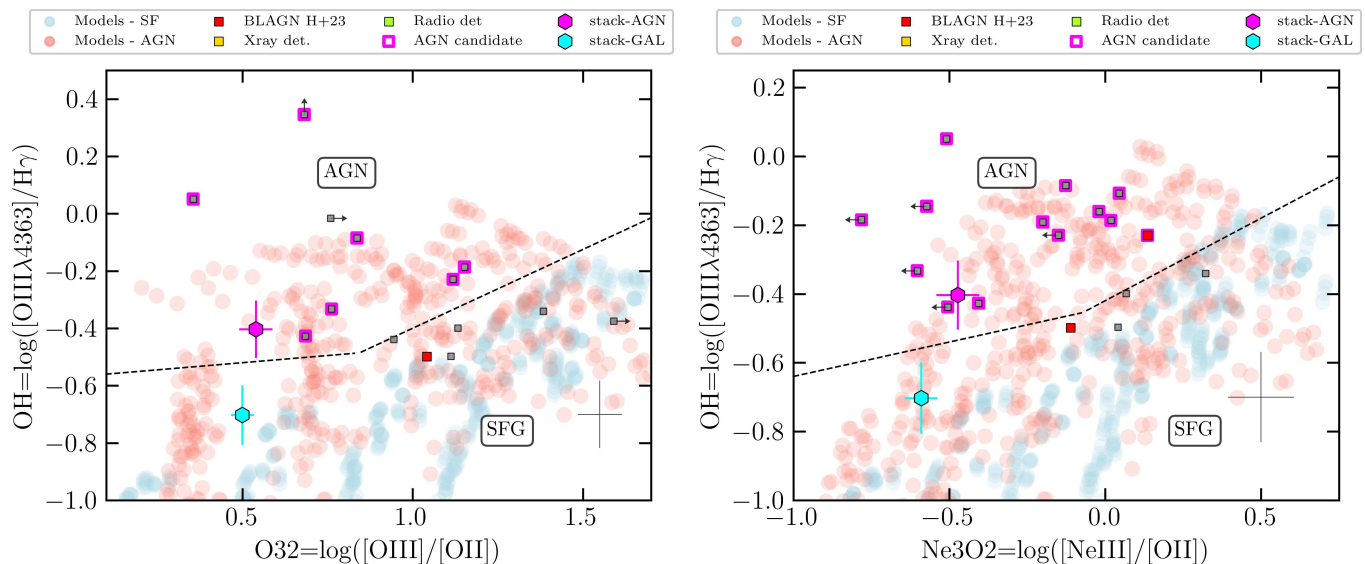 Models - SF
Models - AGN
BLAGN H+23
Xray det.
Radio det
AGN candidate
stack-AGN
stack-GAL
OH=log([OIIIλ4363]/Hγ)
0.4
0.2
0.0
−0.2
−0.4
−0.6
−0.8
−1.0
AGN
SFG
0.5
1.0
1.5
O32=log([OIII]/[OII])
Models - SF
Models - AGN
BLAGN H+23
Xray det.
Radio det
AGN candidate
stack-AGN
stack-GAL
OH=log([OIIIλ4363]/Hγ)
0.2
0.0
−0.2
−0.4
−0.6
−0.8
−1.0
AGN
SFG
−1.0
−0.5
0.0
0.5
Ne3O2=log([NeIII]/[OII])